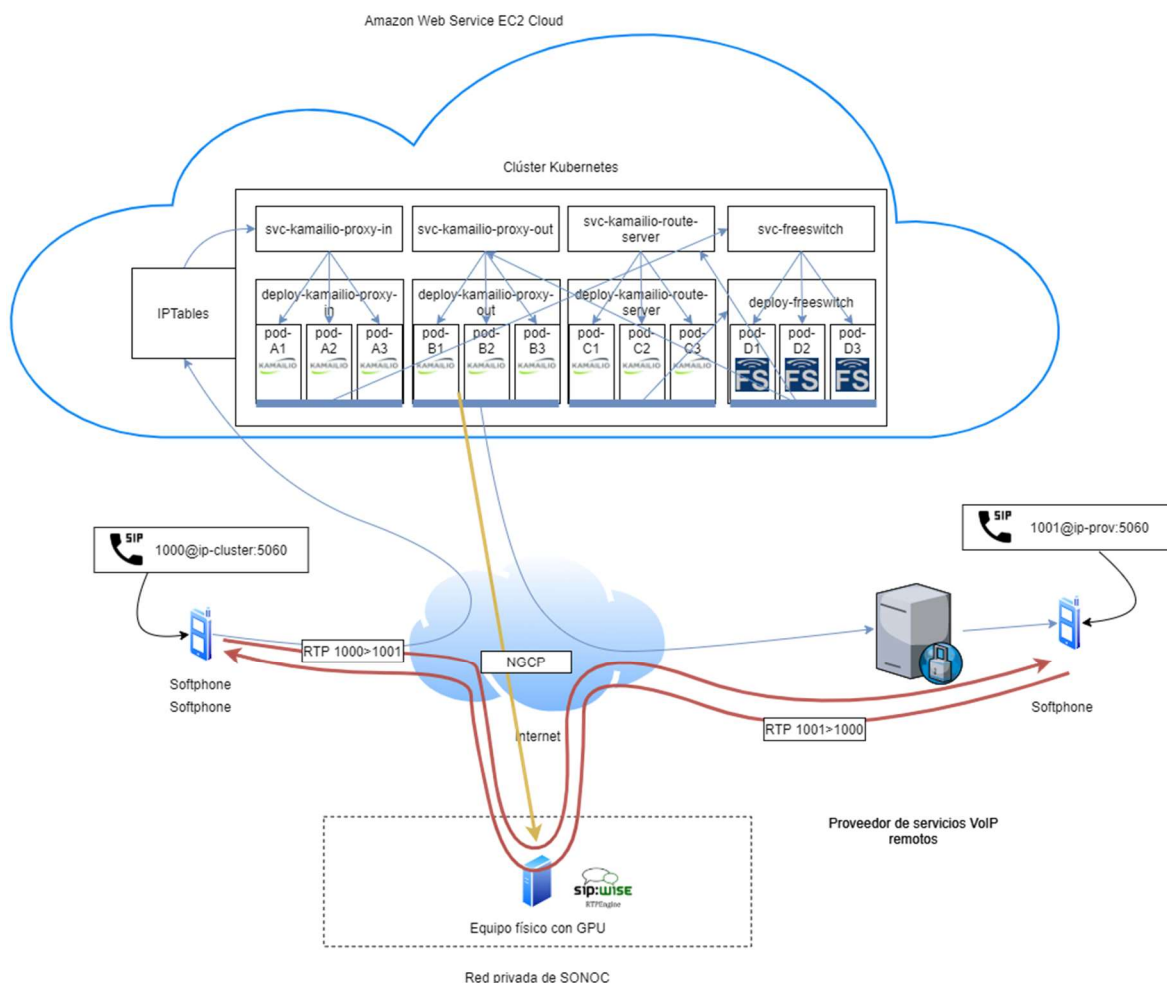 Amazon Web Service EC2 Cloud
Clúster Kubernetes
svc-kamailio-proxy-in
svc-kamailio-proxy-out
svc-kamailio-route-
server
svc-freeswitch
IPTables
deploy-kamailio-proxy-
in
deploy-kamailio-proxy-
out
deploy-kamailio-route-
server
deploy-freeswitch
pod-
A1
KAMAILIO
pod-
A2
KAMAILIO
pod-
A3
KAMAILIO
pod-
B1
KAMAILIO
pod-
B2
KAMAILIO
pod-
B3
KAMAILIO
pod-
C1
KAMAILIO
pod-
C2
KAMAILIO
pod-
C3
KAMAILIO
pod-
D1
FS
pod-
D2
FS
pod-
D3
FS
SIP
1000@ip-cluster:5060
SIP
1001@ip-prov:5060
RTP 1000>1001
NGCP
Softphone
Softphone
Softphone
RTP 1001>1000
Internet
Proveedor de servicios VoIP
remotos
sip:wise
RTPEngine
Equipo físico con GPU
Red privada de SONOC